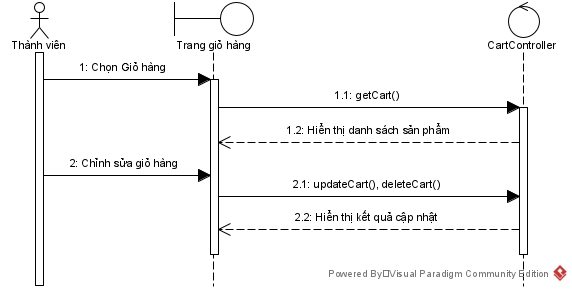 Thành viên
Trang giỏ hàng
CartController
1: Chọn Giỏ hàng
1.1: getCart()
1.2: Hiển thị danh sách sản phẩm
2: Chỉnh sửa giỏ hàng
2.1: updateCart(), deleteCart()
2.2: Hiển thị kết quả cập nhật
Powered By□Visual Paradigm Community Edition